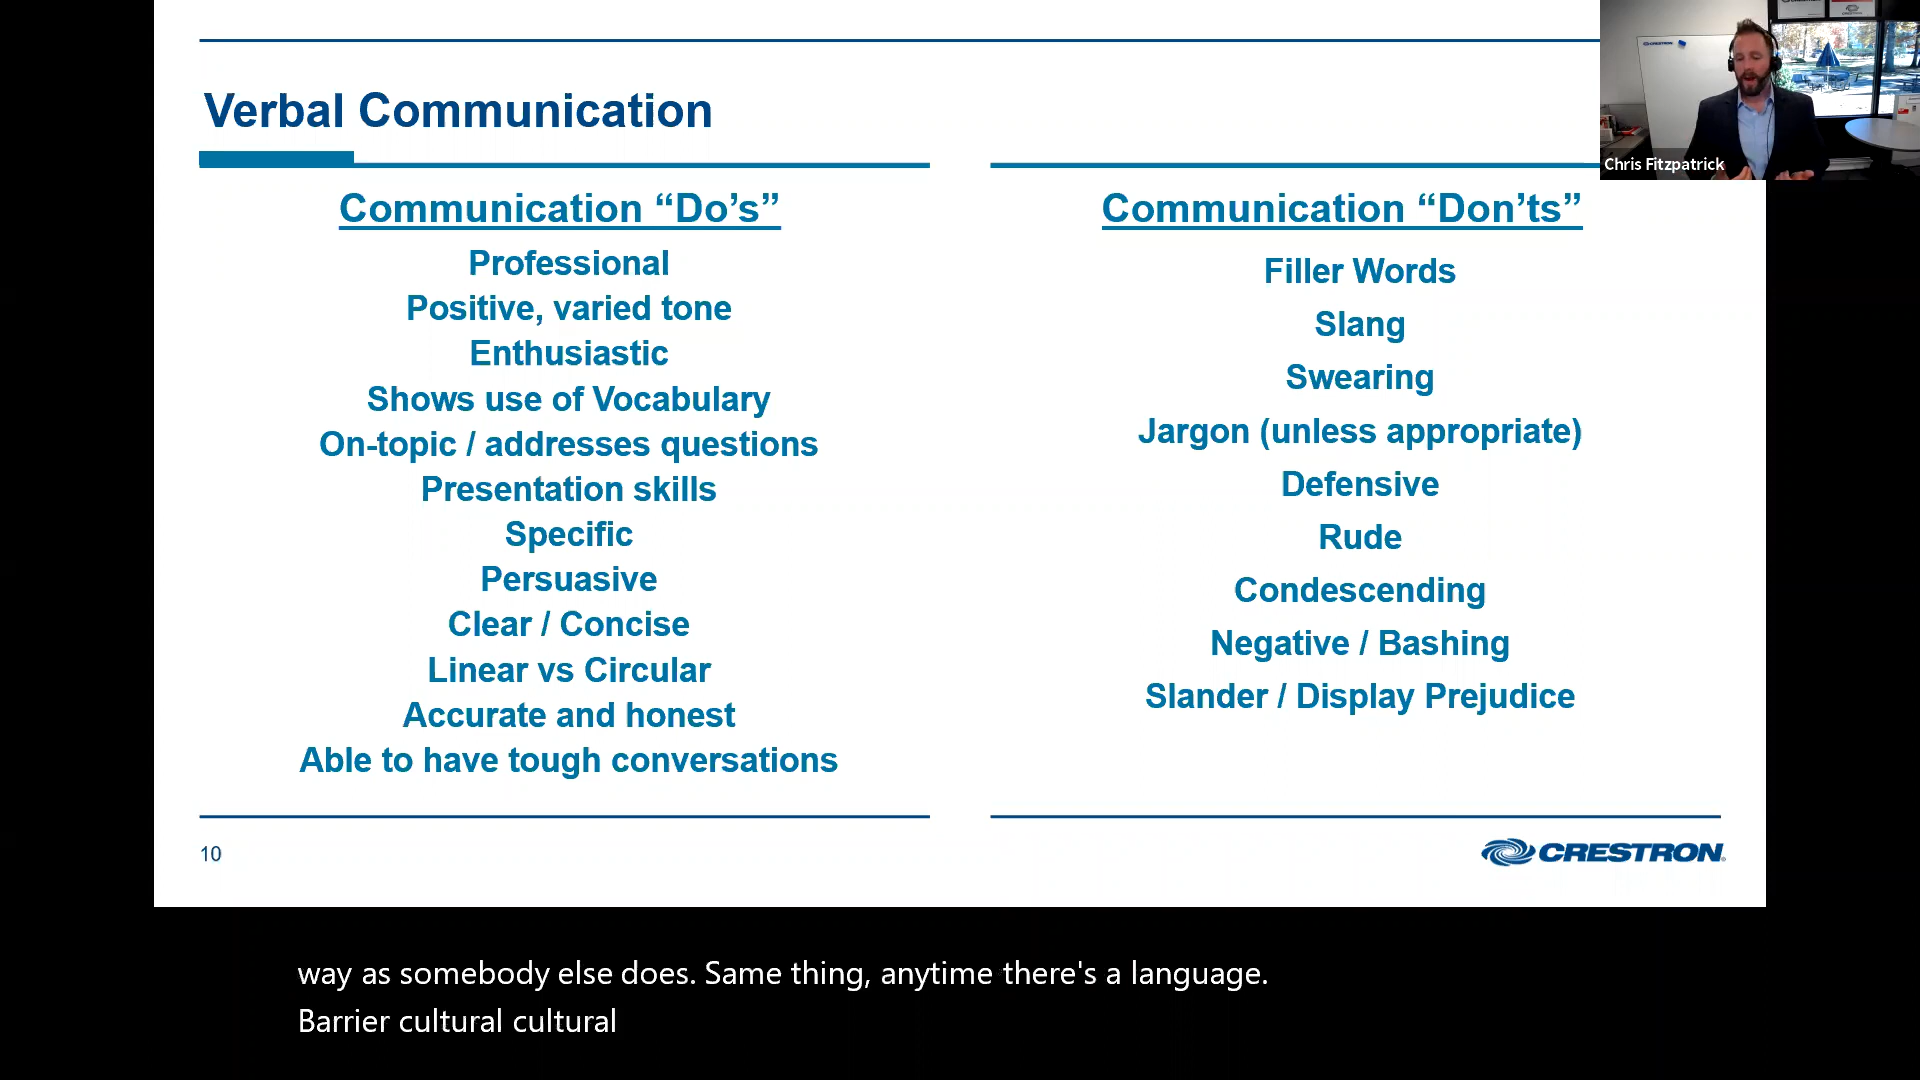 Verbal Communication
Communication “Do’s”
Professional
Positive, varied tone
Enthusiastic
Shows use of Vocabulary
On-topic / addresses questions
Presentation skills
Specific
Persuasive
Clear / Concise
Linear vs Circular
Accurate and honest
Able to have tough conversations
Communication “Don’ts”
Filler Words
Slang
Swearing
Jargon (unless appropriate)
Defensive
Rude
Condescending
Negative / Bashing
Slander / Display Prejudice
10
CRESTRON
CRESTRON
Chris Fitzpatrick
way as somebody else does. Same thing, anytime there's a language.
Barrier cultural cultural